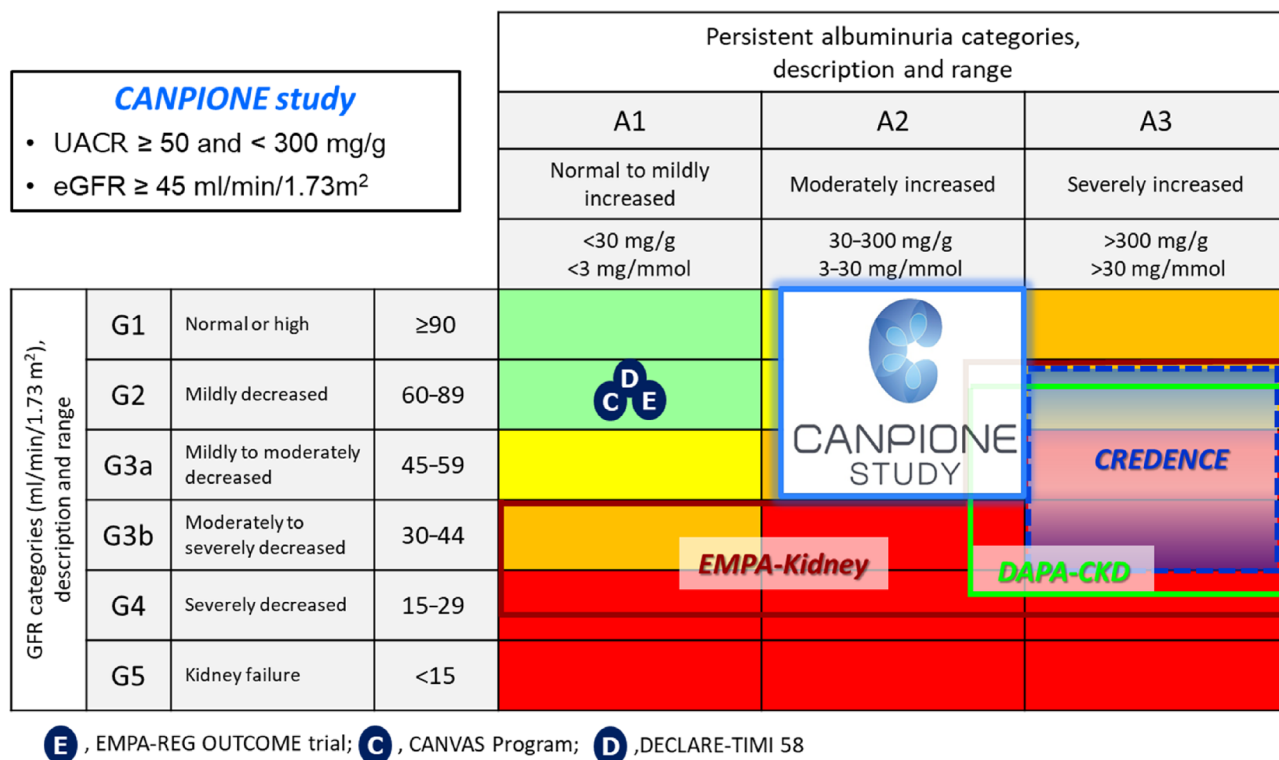 CANPIONE study
• UACR ≥ 50 and < 300 mg/g
• eGFR ≥ 45 ml/min/1.73m²
Persistent albuminuria categories,
description and range
A1
A2
A3
Normal to mildly
increased
Moderately increased
Severely increased
<30 mg/g
<3 mg/mmol
30–300 mg/g
3–30 mg/mmol
>300 mg/g
>30 mg/mmol
GFR categories (ml/min/1.73 m²),
description and range
G1
Normal or high
≥90
G2
Mildly decreased
60–89
G3a
Mildly to moderately
decreased
45–59
G3b
Moderately to
severely decreased
30–44
G4
Severely decreased
15–29
G5
Kidney failure
<15
D
C E
CANPIONE
STUDY
CREDENCE
EMPA-Kidney
DAPA-CKD
E , EMPA-REG OUTCOME trial; C , CANVAS Program; D ,DECLARE-TIMI 58